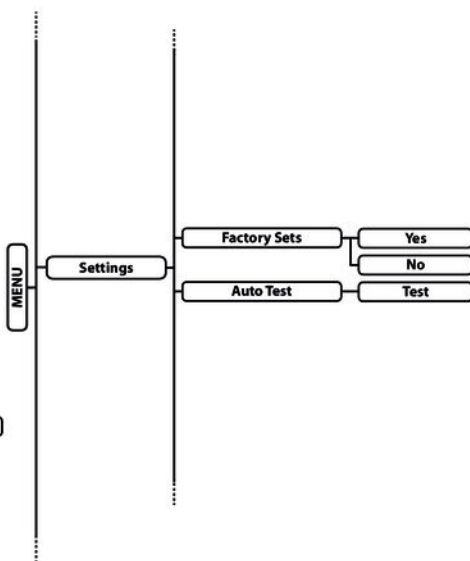 MENU
Settings
Factory Sets
Yes
No
Auto Test
Test